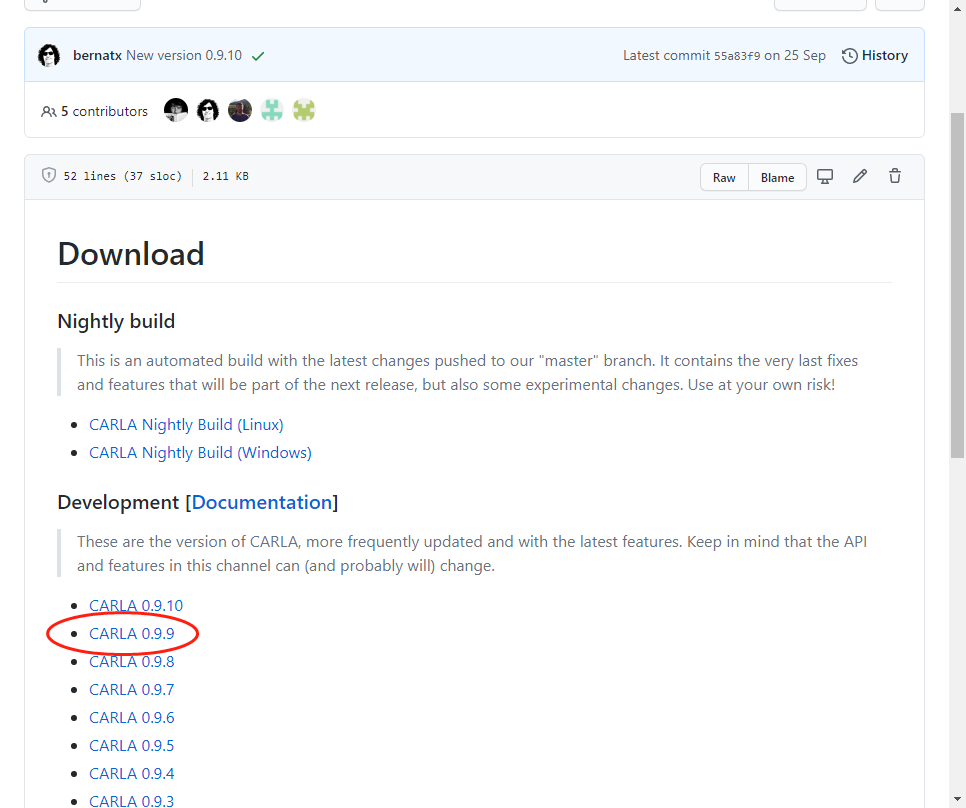 bernatx New version 0.9.10
Latest commit 55a83f9 on 25 Sep
History
5 contributors
52 lines (37 sloc) 2.11 KB
Raw Blame
Download
Nightly build
This is an automated build with the latest changes pushed to our "master" branch. It contains the very last fixes
and features that will be part of the next release, but also some experimental changes. Use at your own risk!
CARLA Nightly Build (Linux)
CARLA Nightly Build (Windows)
Development [Documentation]
These are the version of CARLA, more frequently updated and with the latest features. Keep in mind that the API
and features in this channel can (and probably will) change.
CARLA 0.9.10
CARLA 0.9.9
CARLA 0.9.8
CARLA 0.9.7
CARLA 0.9.6
CARLA 0.9.5
CARLA 0.9.4
CARLA 0.9.3